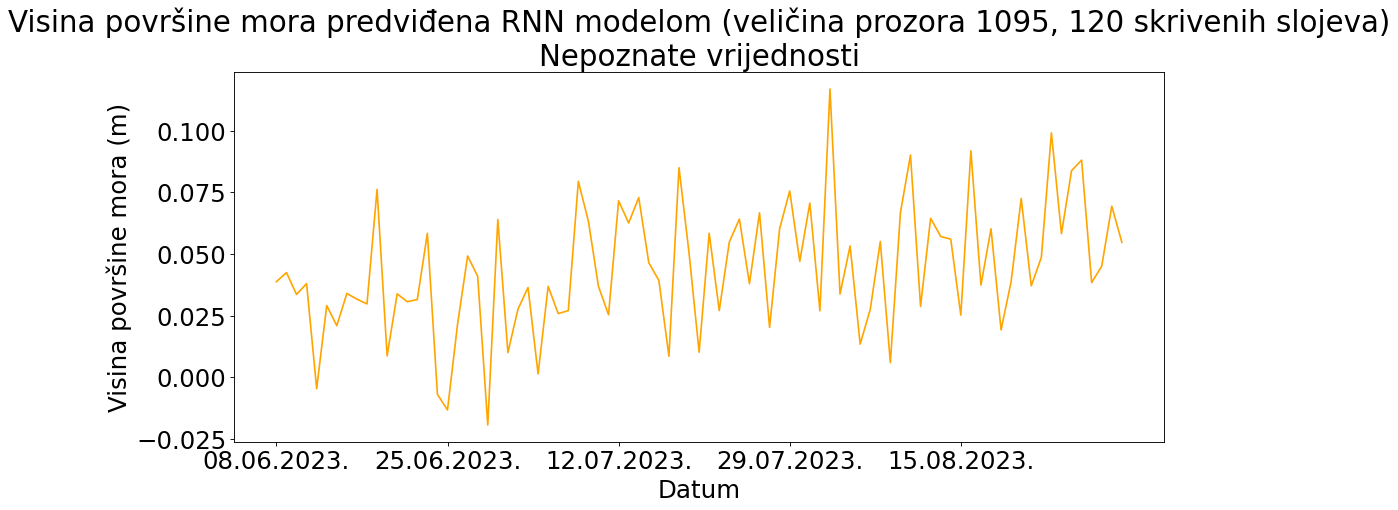 Visina površine mora predviđena RNN modelom (veličina prozora 1095, 120 skrivenih slojeva)
Nepoznate vrijednosti
Visina površine mora (m)
0.100
0.075
0.050
0.025
0.000
−0.025
08.06.2023. 25.06.2023. 12.07.2023. 29.07.2023. 15.08.2023.
Datum